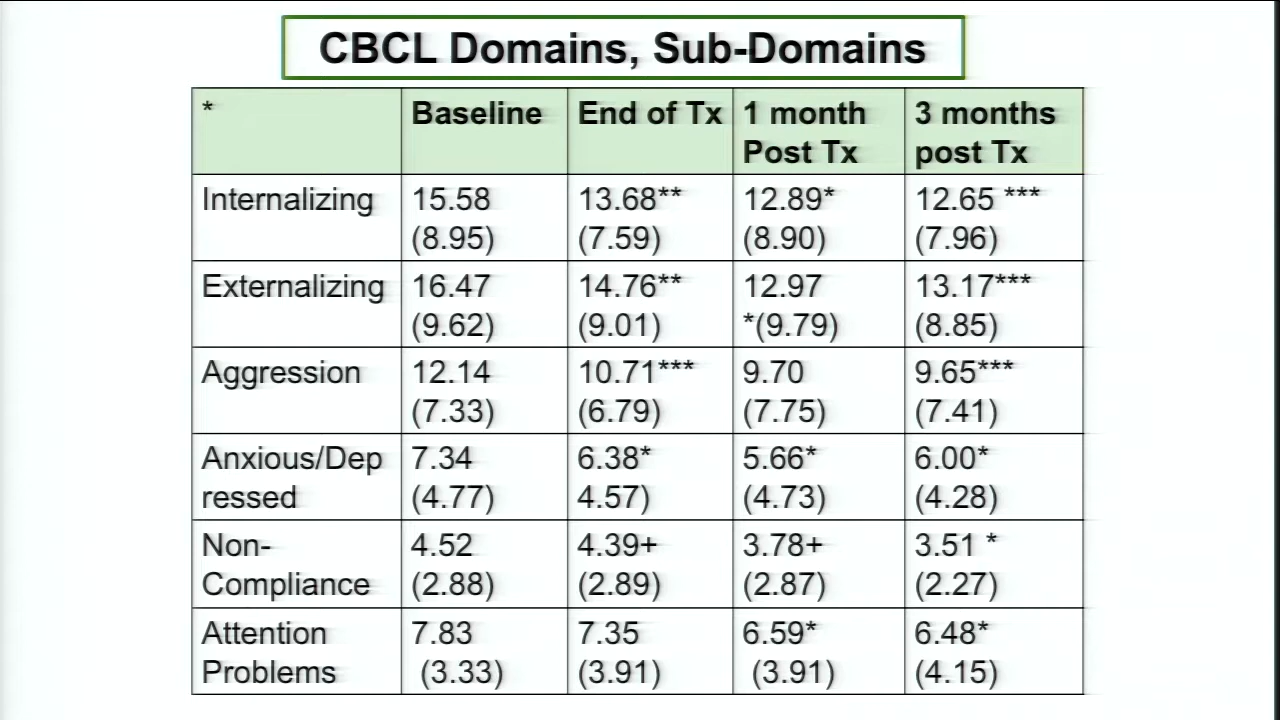 CBCL Domains, Sub-Domains
* Baseline End of Tx 1 month Post Tx 3 months post Tx
Internalizing 15.58 (8.95) 13.68** (7.59) 12.89* (8.90) 12.65 *** (7.96)
Externalizing 16.47 (9.62) 14.76** (9.01) 12.97 *(9.79) 13.17*** (8.85)
Aggression 12.14 (7.33) 10.71*** (6.79) 9.70 (7.75) 9.65*** (7.41)
Anxious/Depressed 7.34 (4.77) 6.38* 4.57) 5.66* (4.73) 6.00* (4.28)
Non-Compliance 4.52 (2.88) 4.39+ (2.89) 3.78+ (2.87) 3.51 * (2.27)
Attention Problems 7.83 (3.33) 7.35 (3.91) 6.59* (3.91) 6.48* (4.15)